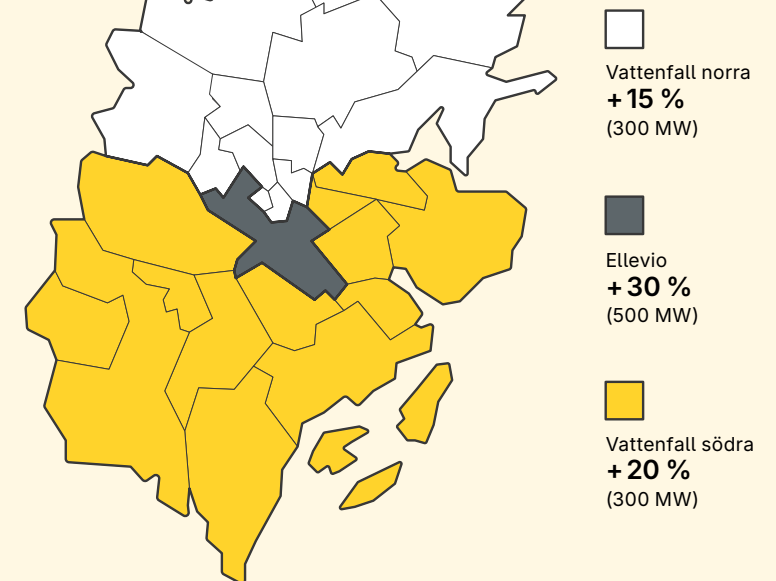 Vattenfall norra
+15 %
(300 MW)
Ellevio
+30 %
(500 MW)
Vattenfall södra
+20 %
(300 MW)